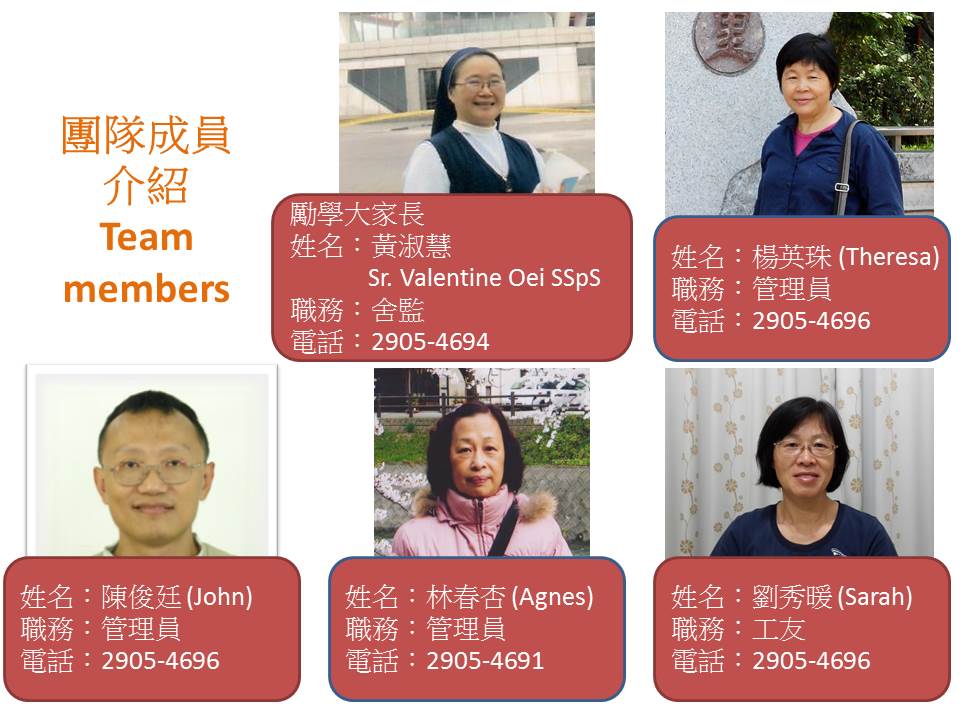 團隊成員
介紹
Team
members
勵學大家長
姓名：黃淑慧
Sr. Valentine Oei SSpS
職務：舍監
電話：2905-4694
姓名：楊英珠 (Theresa)
職務：管理員
電話：2905-4696
姓名：陳俊廷 (John)
職務：管理員
電話：2905-4696
姓名：林春杏 (Agnes)
職務：管理員
電話：2905-4691
姓名：劉秀暖 (Sarah)
職務：工友
電話：2905-4696